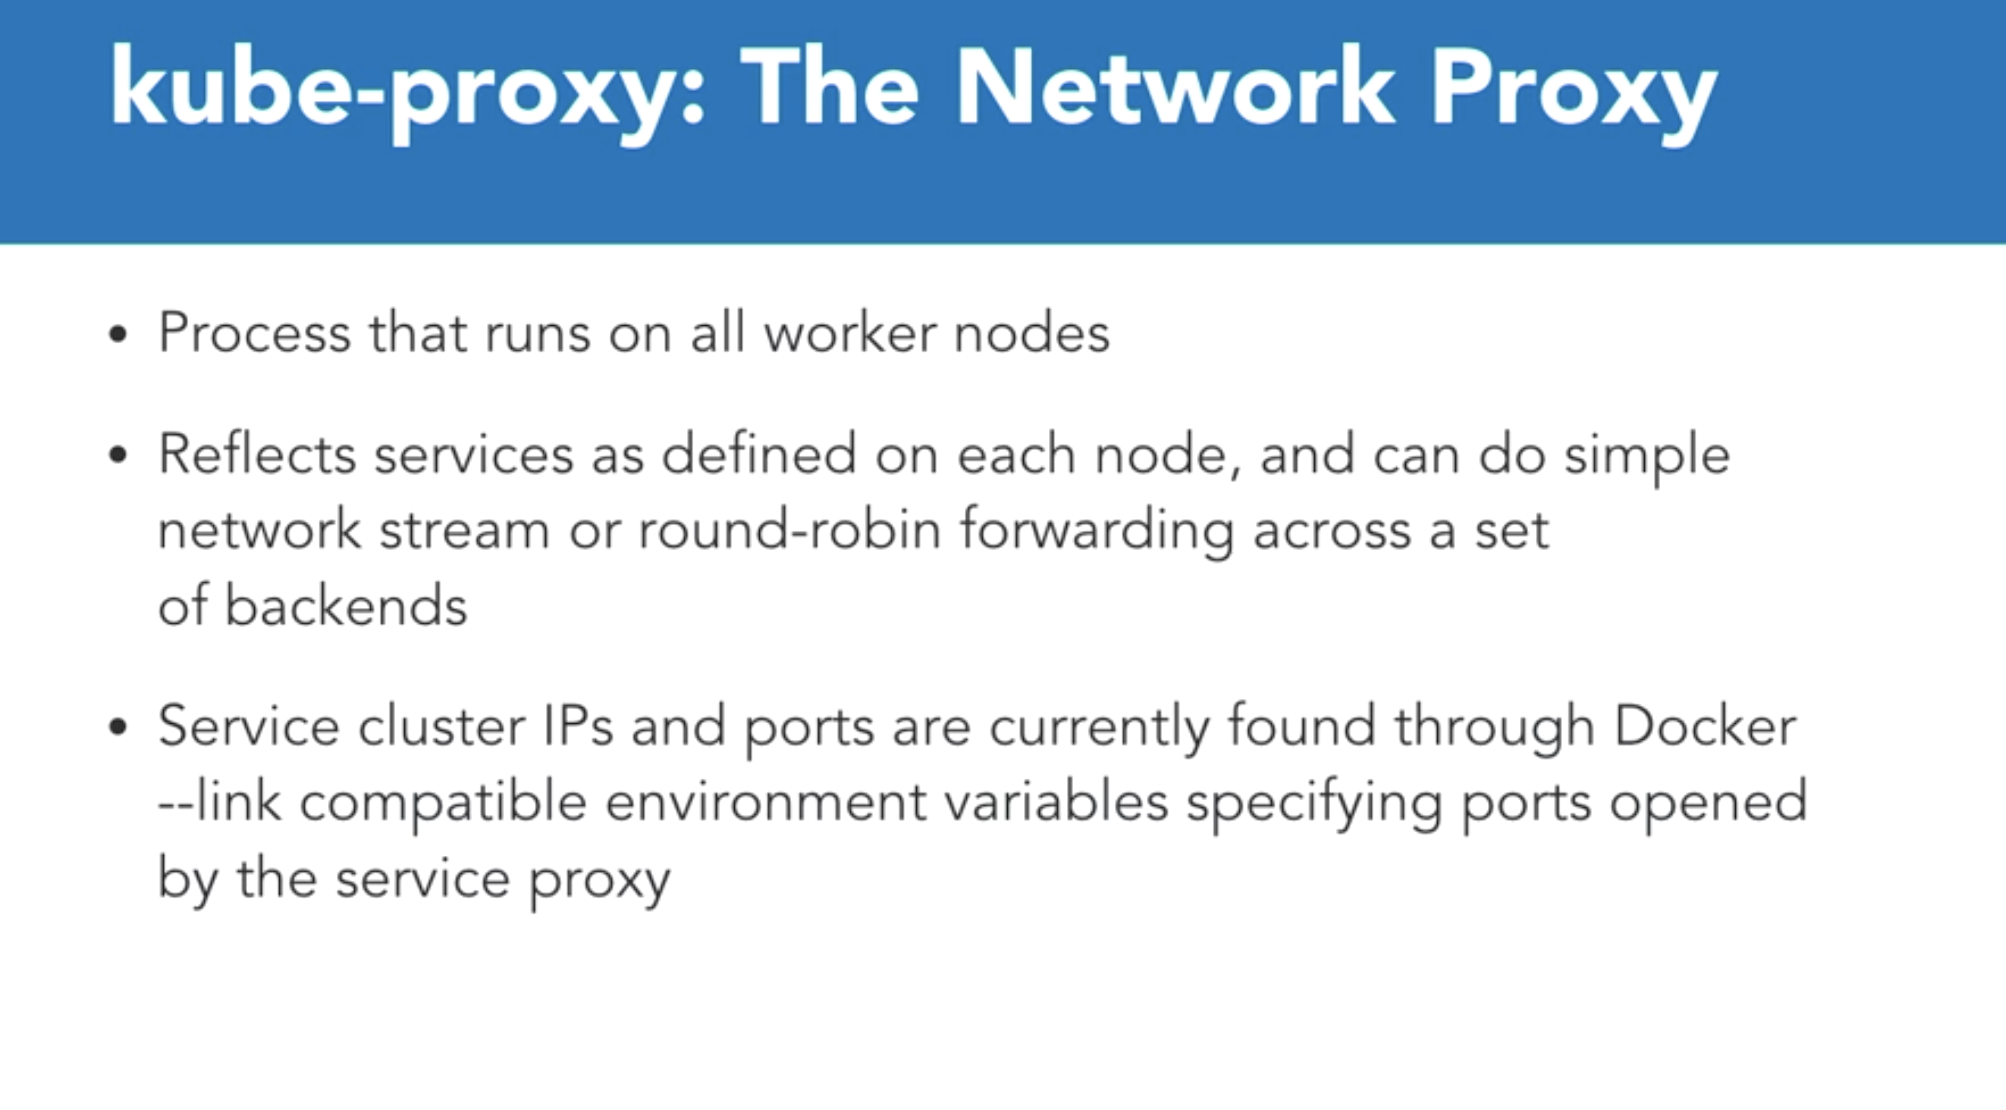 kube-proxy: The Network Proxy
• Process that runs on all worker nodes
• Reflects services as defined on each node, and can do simple
network stream or round-robin forwarding across a set
of backends
• Service cluster IPs and ports are currently found through Docker
--link compatible environment variables specifying ports opened
by the service proxy